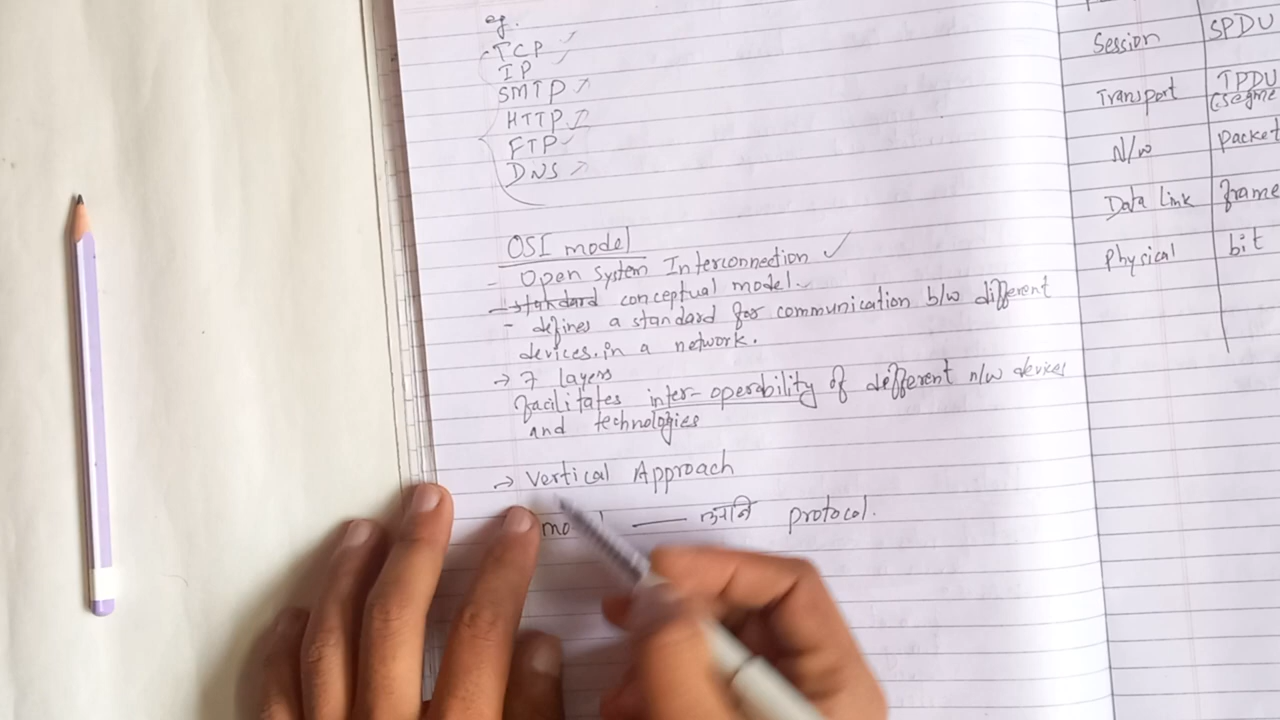 eg.
TCP
IP
SMTP
HTTP
FTP
DNS
OSI model
- Open System Interconnection ✓
- standard conceptual model.
- defines a standard for communication b/w different
devices.in a network.
→ 7 layers
facilitates inter-operability of different n/w devices
and technologies
→ Vertical Approach
protocol.
Session SPDU
Transport TPDU
(segme
N/w Packet
Data Link frame
Physical bit